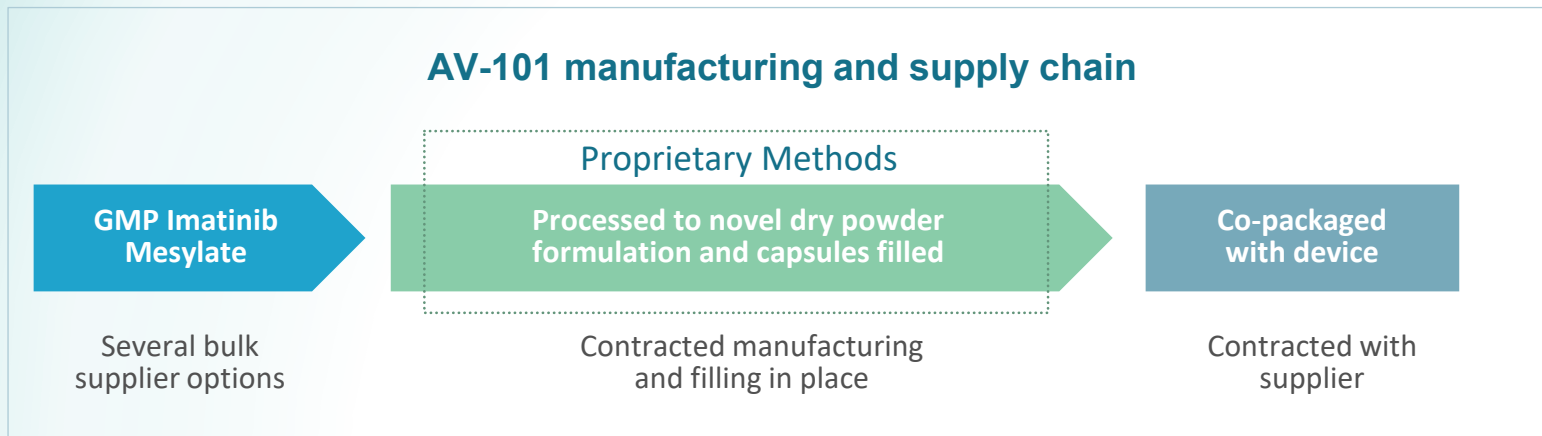 AV-101 manufacturing and supply chain
Proprietary Methods
GMP Imatinib
Mesylate
Processed to novel dry powder
formulation and capsules filled
Co-packaged
with device
Several bulk
supplier options
Contracted manufacturing
and filling in place
Contracted with
supplier